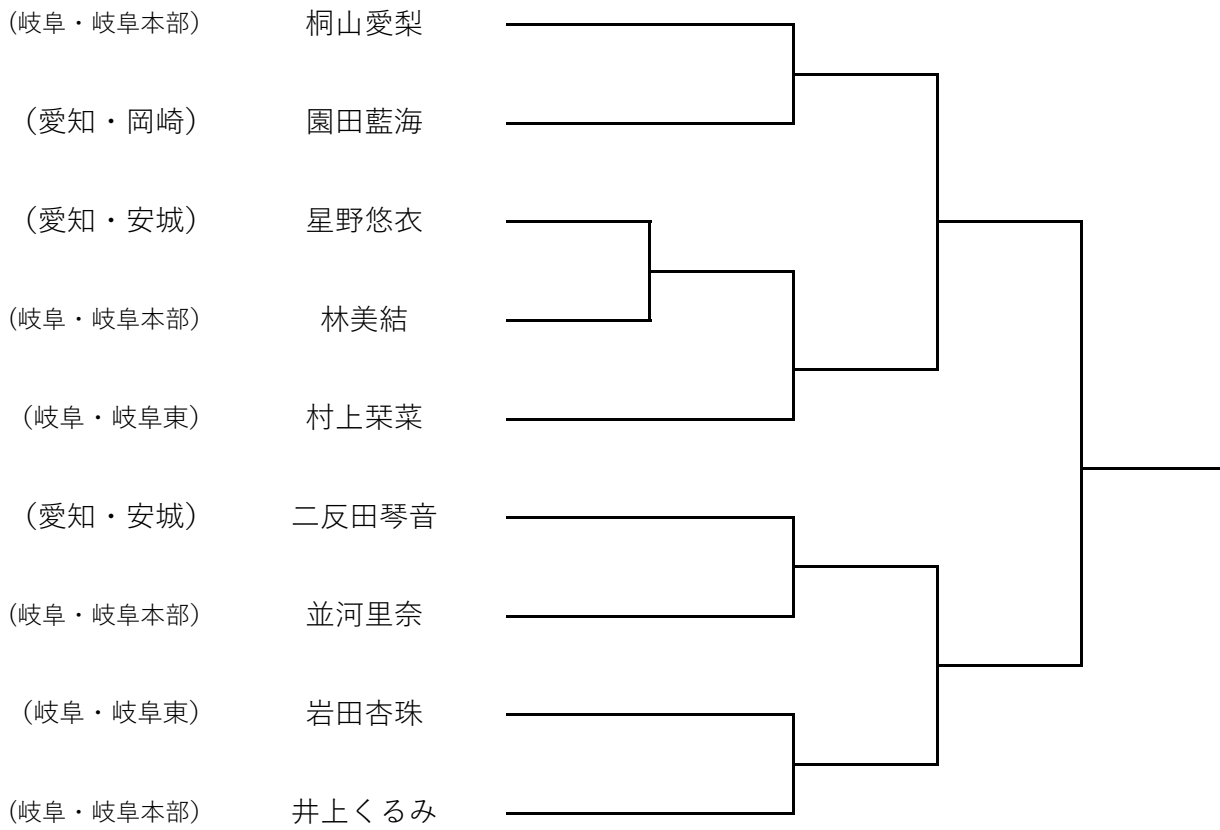 (岐阜・岐阜本部) 桐山愛梨
(愛知・岡崎) 園田藍海
(愛知・安城) 星野悠衣
(岐阜・岐阜本部) 林美結
(岐阜・岐阜東) 村上栞菜
(愛知・安城) 二反田琴音
(岐阜・岐阜本部) 並河里奈
(岐阜・岐阜東) 岩田杏珠
(岐阜・岐阜本部) 井上くるみ